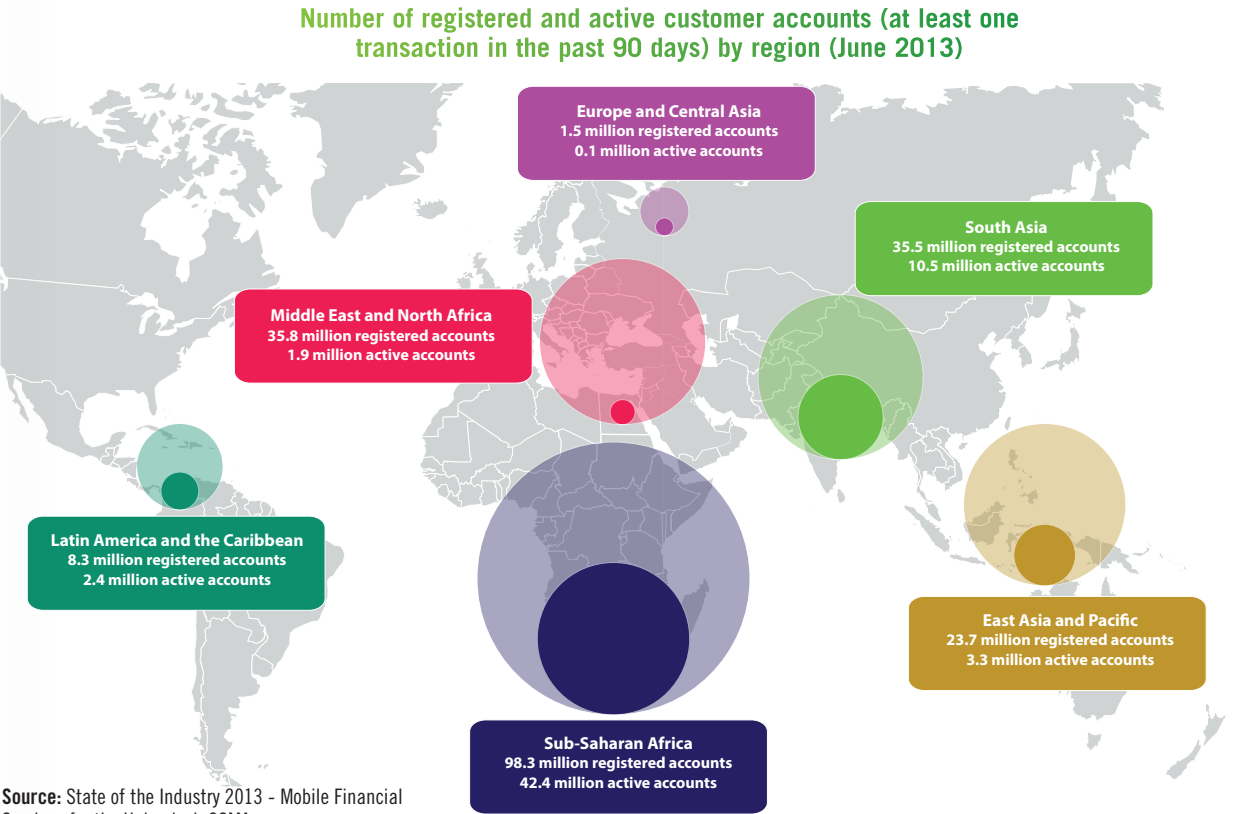 Number of registered and active customer accounts (at least one
transaction in the past 90 days) by region (June 2013)
Europe and Central Asia
1.5 million registered accounts
0.1 million active accounts
South Asia
35.5 million registered accounts
10.5 million active accounts
Middle East and North Africa
35.8 million registered accounts
1.9 million active accounts
Latin America and the Caribbean
8.3 million registered accounts
2.4 million active accounts
East Asia and Pacific
23.7 million registered accounts
3.3 million active accounts
Sub-Saharan Africa
98.3 million registered accounts
42.4 million active accounts
Source: State of the Industry 2013 - Mobile Financial